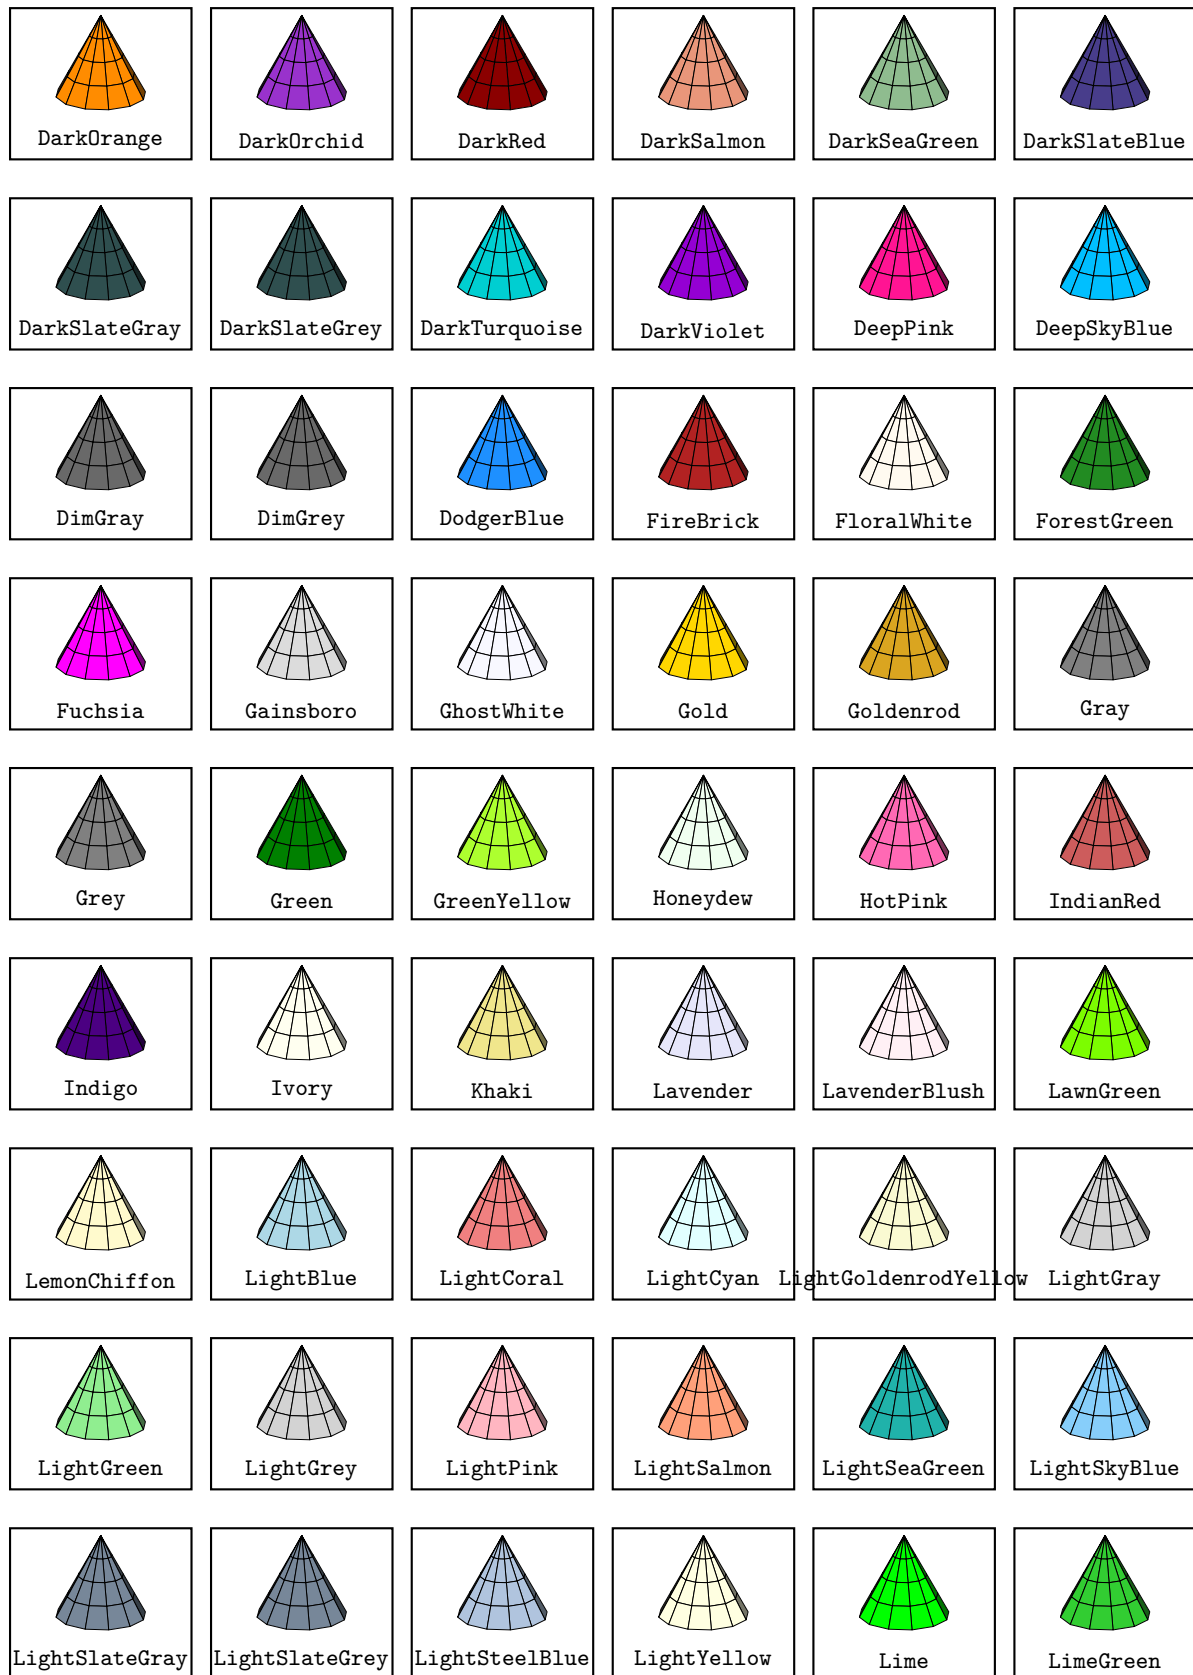 DarkOrange DarkOrchid DarkRed DarkSalmon DarkSeaGreen DarkSlateBlue
DarkSlateGray DarkSlateGrey DarkTurquoise DarkViolet DeepPink DeepSkyBlue
DimGray DimGrey DodgerBlue FireBrick FloralWhite ForestGreen
Fuchsia Gainsboro GhostWhite Gold Goldenrod Gray
Grey Green GreenYellow Honeydew HotPink IndianRed
Indigo Ivory Khaki Lavender LavenderBlush LawnGreen
LemonChiffon LightBlue LightCoral LightCyan LightGoldenrodYellow LightGray
LightGreen LightGrey LightPink LightSalmon LightSeaGreen LightSkyBlue
LightSlateGray LightSlateGrey LightSteelBlue LightYellow Lime LimeGreen